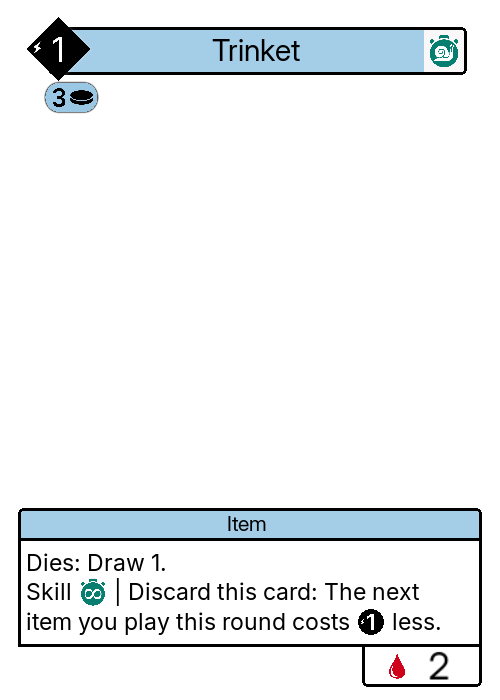 1
Trinket
3
Item
Dies: Draw 1.
Skill | Discard this card: The next
item you play this round costs 1 less.
2